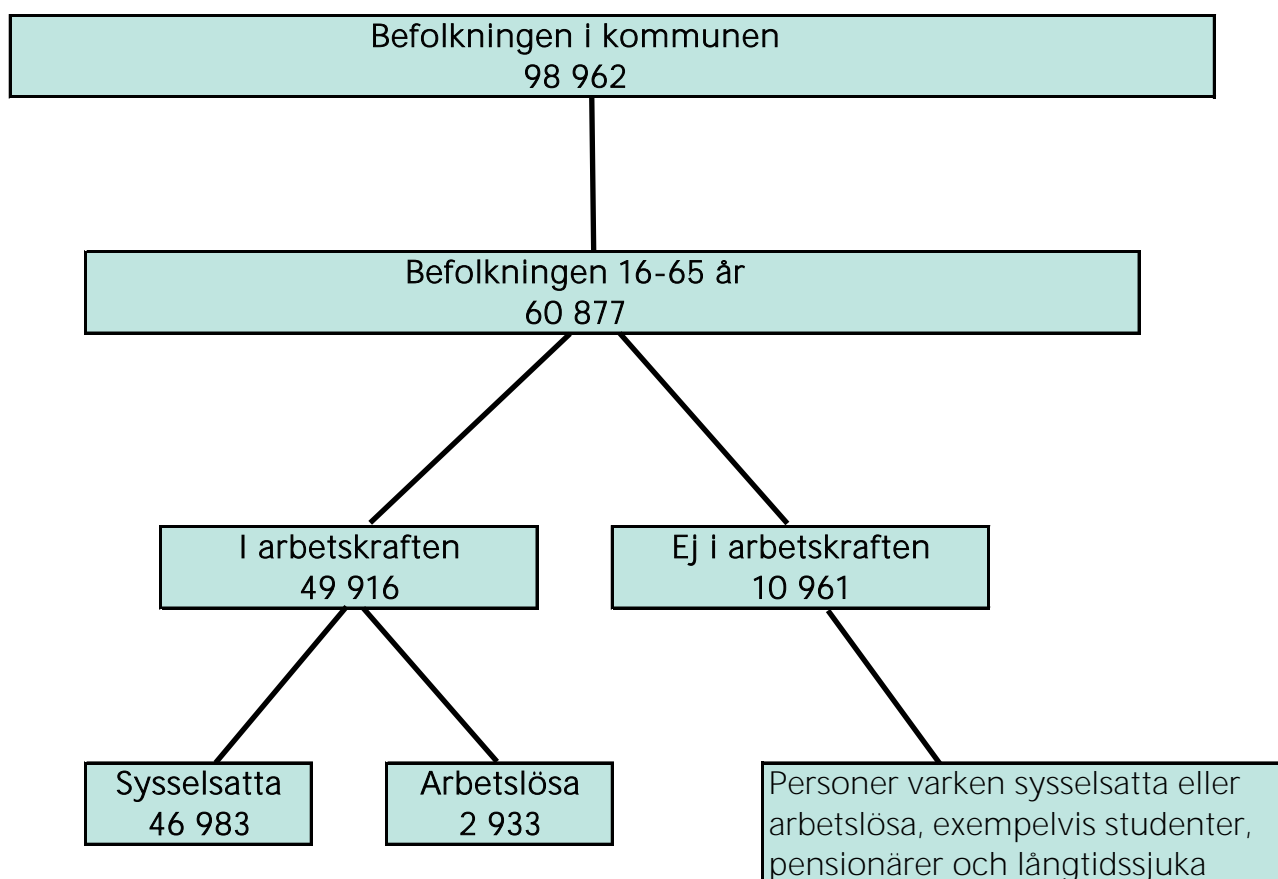 Befolkningen i kommunen
98 962
Befolkningen 16-65 år
60 877
I arbetskraften
49 916
Ej i arbetskraften
10 961
Sysselsatta
46 983
Arbetslösa
2 933
Personer varken sysselsatta eller
arbetslösa, exempelvis studenter,
pensionärer och långtidssjuka